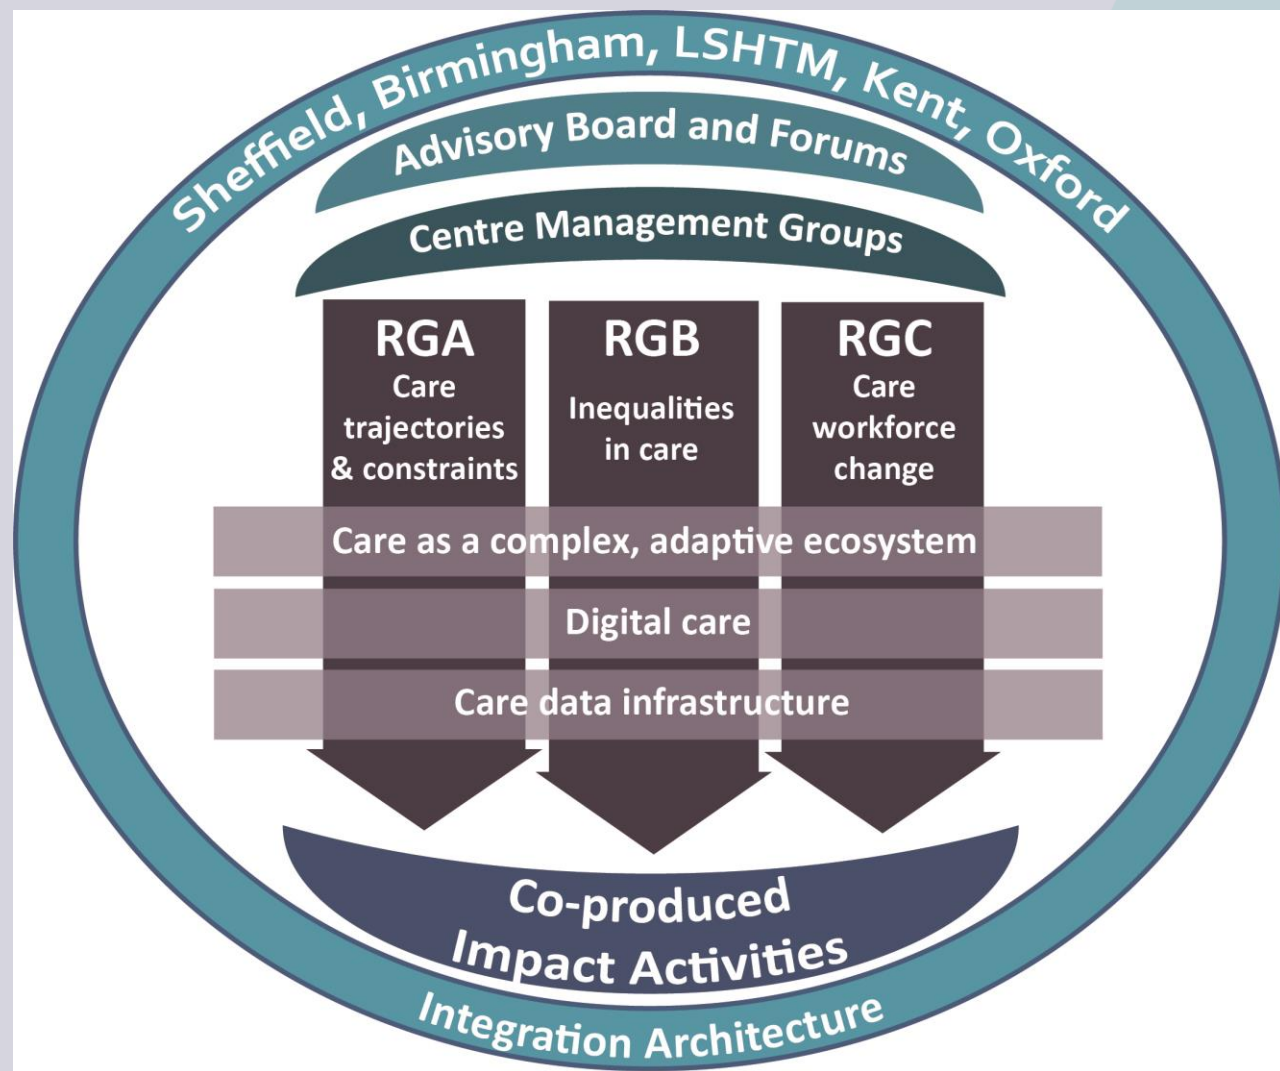 Sheffield, Birmingham, LSHTM, Kent, Oxford
Advisory Board and Forums
Centre Management Groups
RGA
Care
trajectories
& constraints
RGB
Inequalities
in care
RGC
Care
workforce
change
Care as a complex, adaptive ecosystem
Digital care
Care data infrastructure
Co-produced
Impact Activities
Integration Architecture